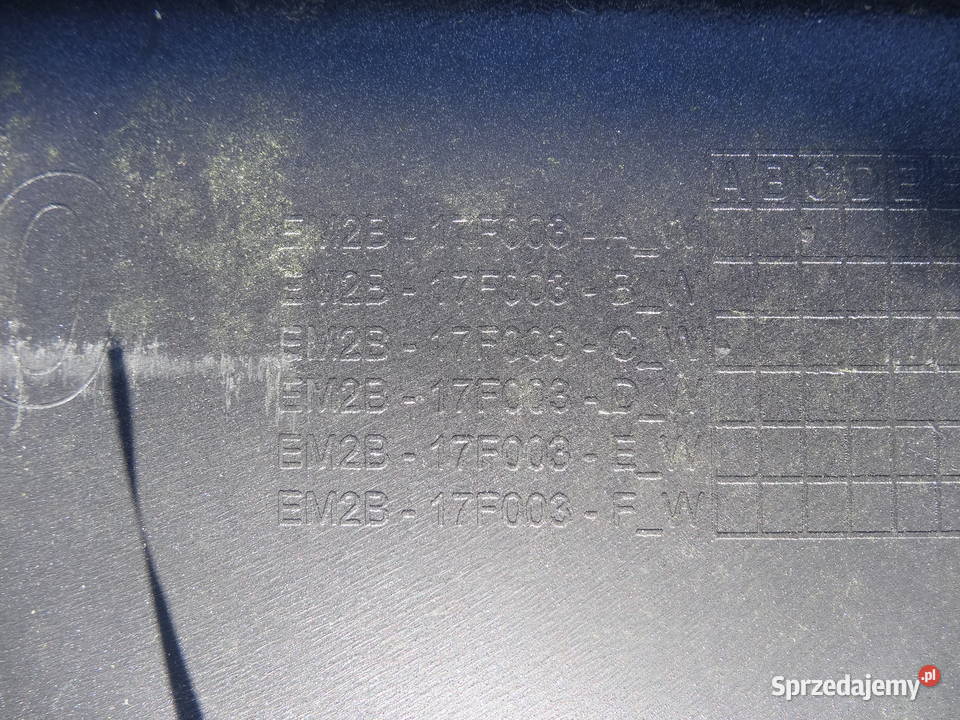 A B C D E
EM2B - 17F003 - A_W
EM2B - 17F003 - B_W
EM2B - 17F003 - C_W
EM2B - 17F003 - D_W
EM2B - 17F003 - E_W
EM2B - 17F003 - F_W
Sprzedajemy.pl